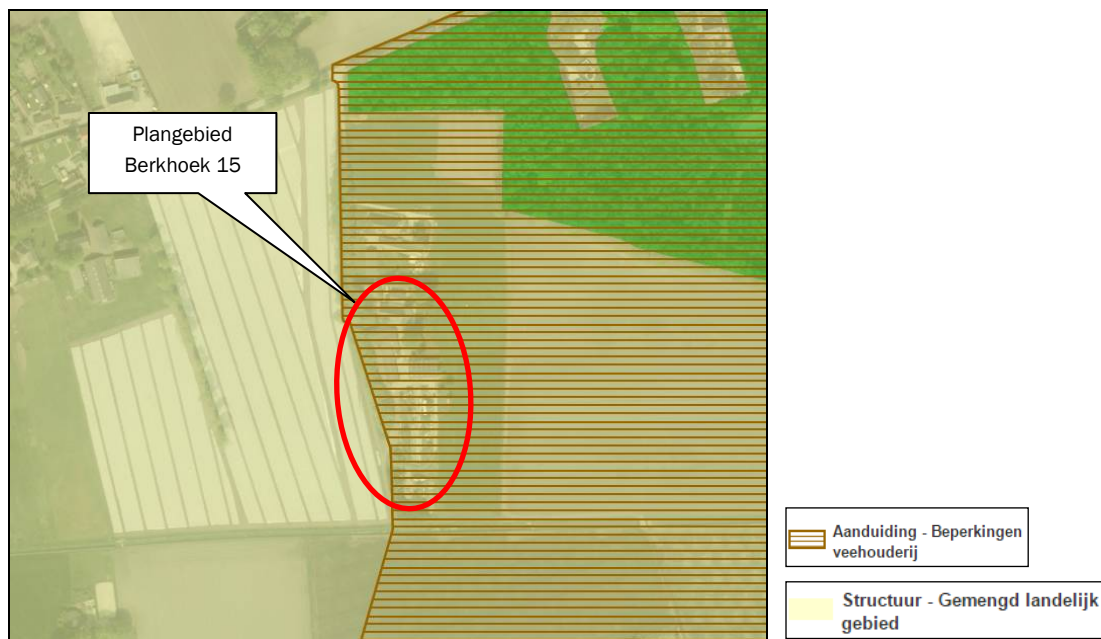 Plangebied
Berkhoek 15
Aanduiding - Beperkingen
veehouderij
Structuur - Gemengd landelijk
gebied